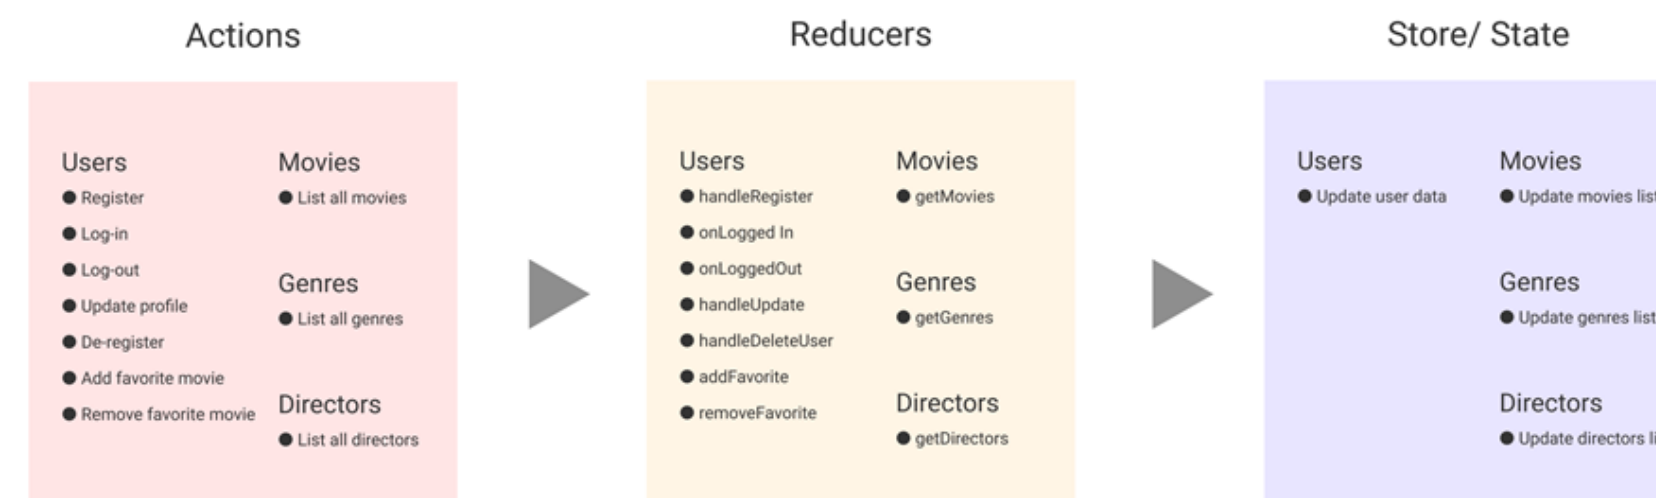 Actions
Users
Register
Log-in
Log-out
Update profile
De-register
Add favorite movie
Remove favorite movie
Movies
List all movies
Genres
List all genres
Directors
List all directors
Reducers
Users
handleRegister
onLogged In
onLoggedOut
handleUpdate
handleDeleteUser
addFavorite
removeFavorite
Movies
getMovies
Genres
getGenres
Directors
getDirectors
Store/ State
Users
Update user data
Movies
Update movies list
Genres
Update genres list
Directors
Update directors